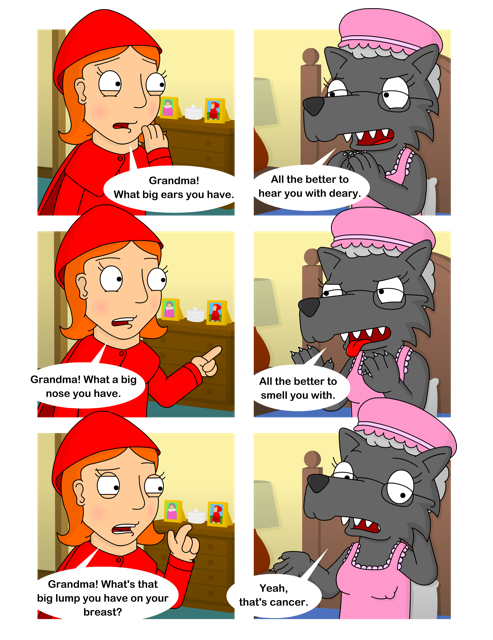 Grandma!
What big ears you have.
All the better to
hear you with deary.
Grandma! What a big
nose you have.
All the better to
smell you with.
Grandma! What's that
big lump you have on your
breast?
Yeah,
that's cancer.